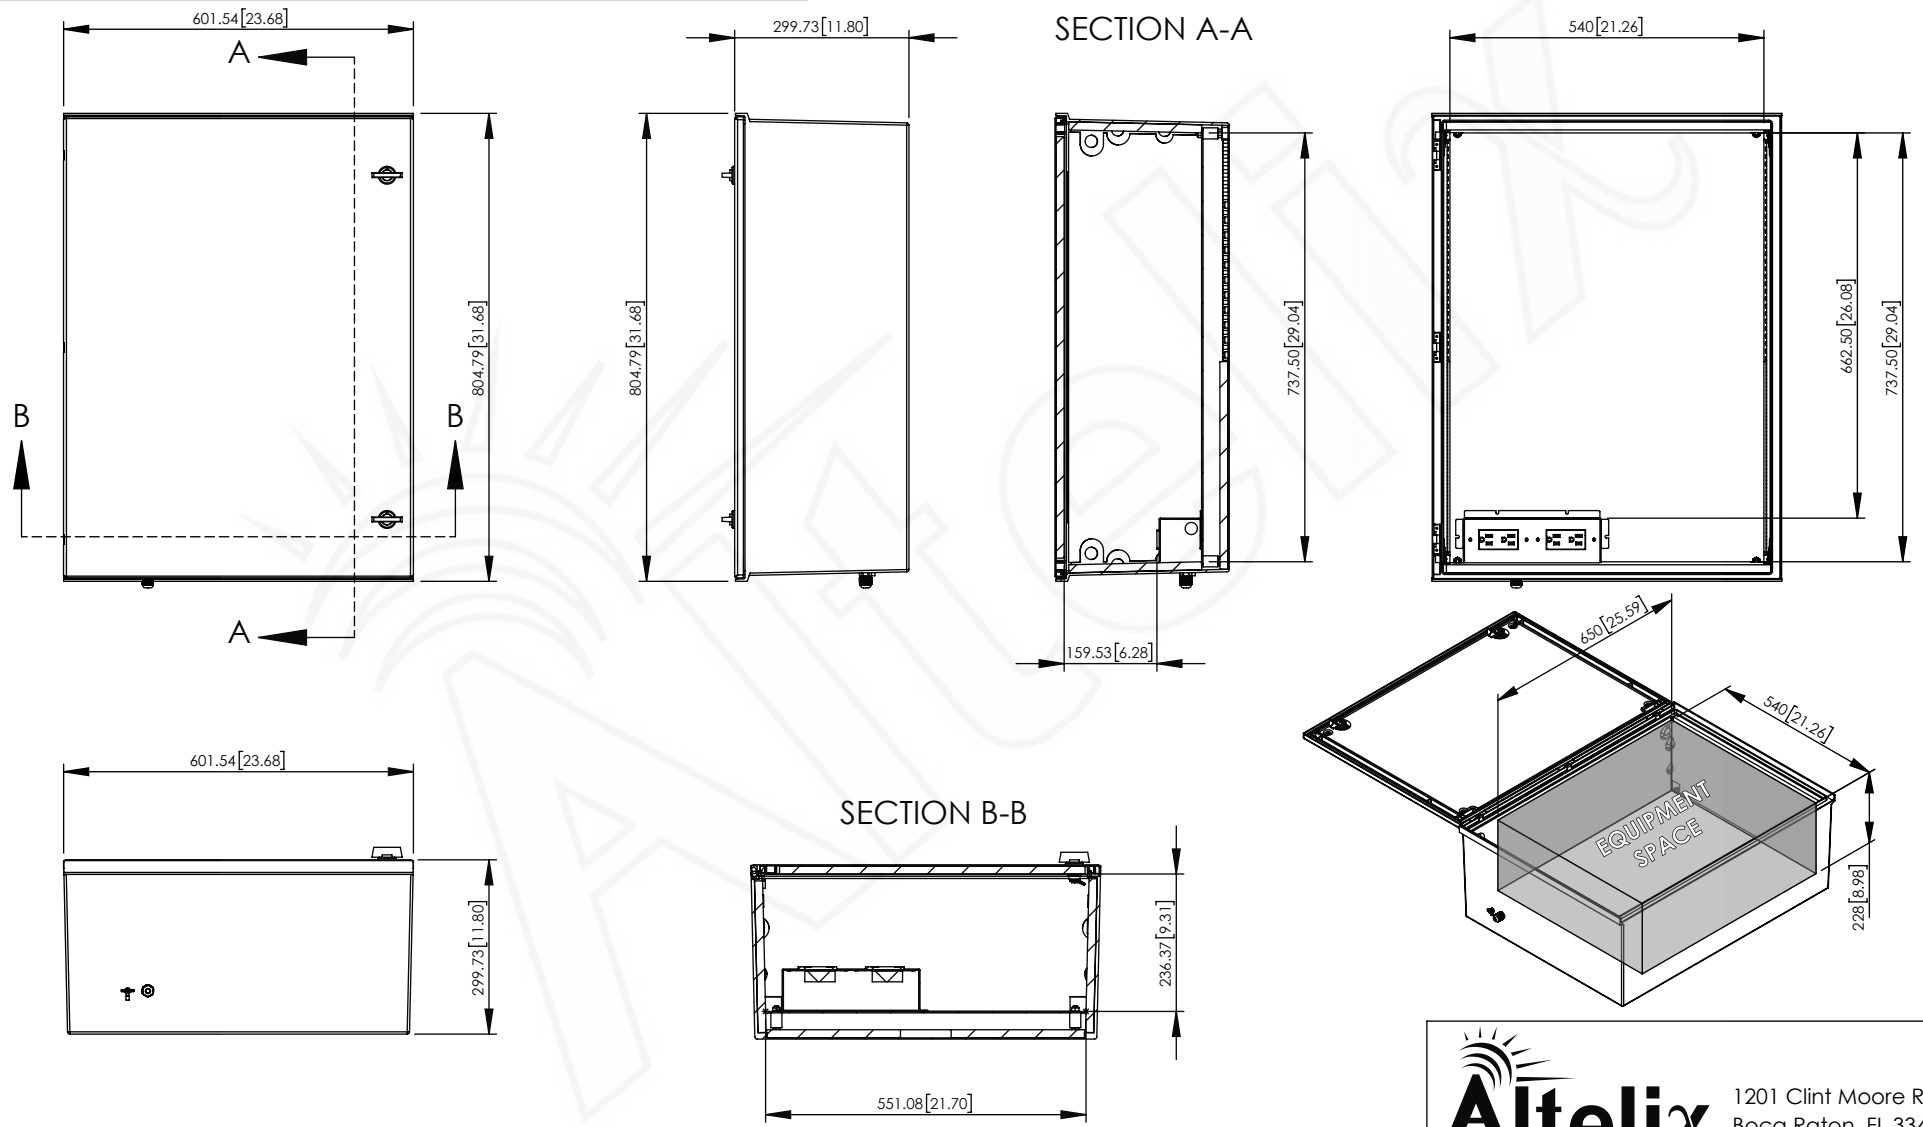 601.54[23.68]
299.73[11.80]
SECTION A-A
540[21.26]
A
804.79[31.68]
804.79[31.68]
737.50[29.04]
662.50[26.08]
737.50[29.04]
B
B
A
159.53[6.28]
650[25.59]
540[21.26]
601.54[23.68]
SECTION B-B
EQUIPMENT
SPACE
299.73[11.80]
236.37[9.31]
228[8.98]
551.08[21.70]
Altelix
1201 Clint Moore R
Boca Raton, FL 334
Altelix